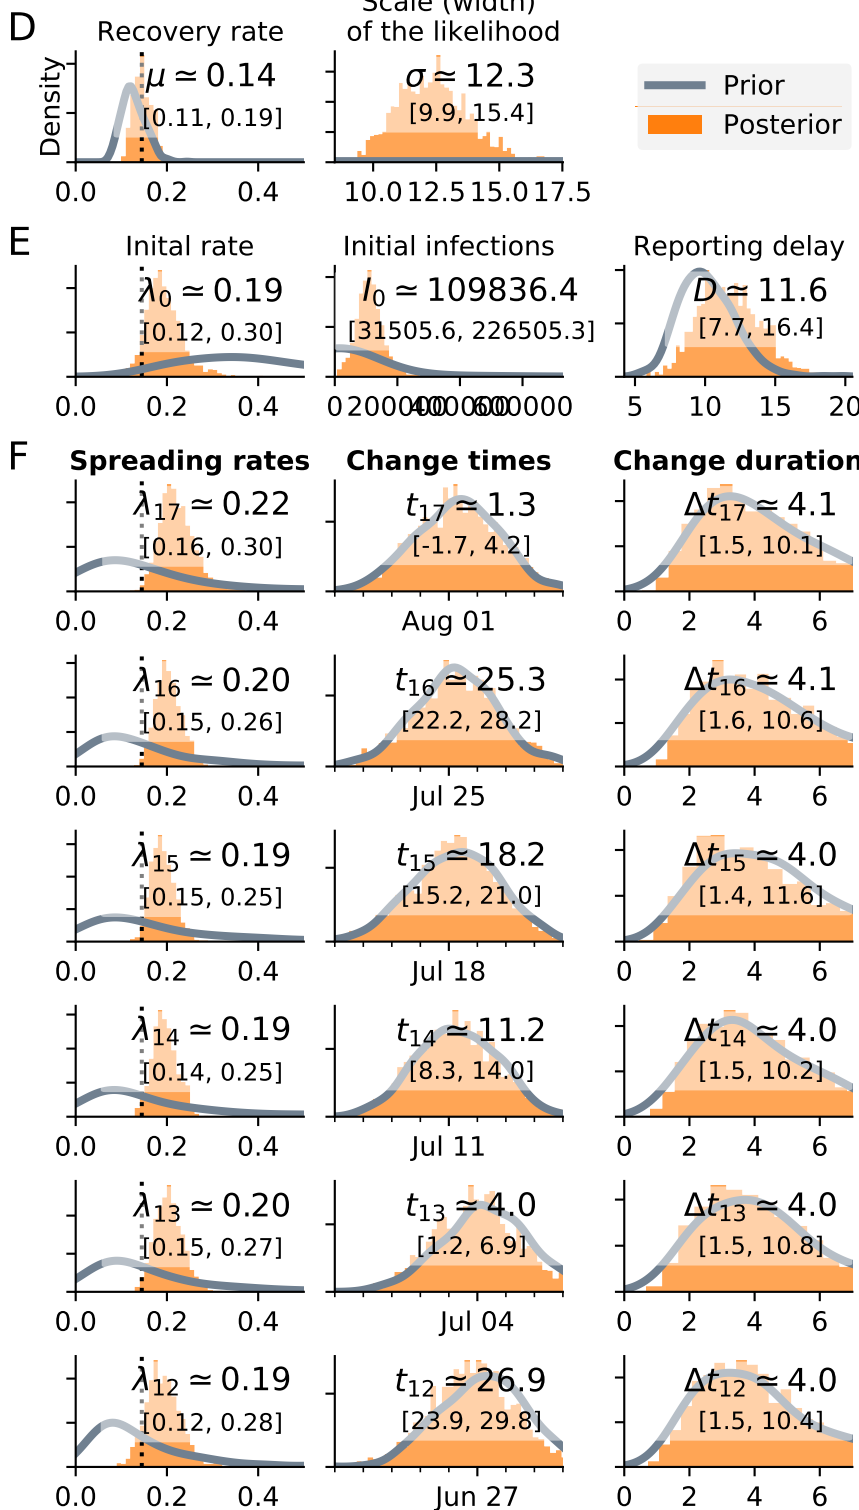 D
Scale (width)
Recovery rate of the likelihood
Density
μ ≃ 0.14
[0.11, 0.19]
σ ≃ 12.3
[9.9, 15.4]
Prior
Posterior
0.0 0.2 0.4
10.0 12.5 15.0 17.5
E
Inital rate Initial infections Reporting delay
λ0 ≃ 0.19
[0.12, 0.30]
I0 ≃ 109836.4
[31505.6, 226505.3]
D ≃ 11.6
[7.7, 16.4]
0.0 0.2 0.4
0 200000 400000 600000
5 10 15 20
F
Spreading rates Change times Change duration
λ17 ≃ 0.22
[0.16, 0.30]
t17 ≃ 1.3
[-1.7, 4.2]
Δt17 ≃ 4.1
[1.5, 10.1]
0.0 0.2 0.4
Aug 01
0 2 4 6
λ16 ≃ 0.20
[0.15, 0.26]
t16 ≃ 25.3
[22.2, 28.2]
Δt16 ≃ 4.1
[1.6, 10.6]
0.0 0.2 0.4
Jul 25
0 2 4 6
λ15 ≃ 0.19
[0.15, 0.25]
t15 ≃ 18.2
[15.2, 21.0]
Δt15 ≃ 4.0
[1.4, 11.6]
0.0 0.2 0.4
Jul 18
0 2 4 6
λ14 ≃ 0.19
[0.14, 0.25]
t14 ≃ 11.2
[8.3, 14.0]
Δt14 ≃ 4.0
[1.5, 10.2]
0.0 0.2 0.4
Jul 11
0 2 4 6
λ13 ≃ 0.20
[0.15, 0.27]
t13 ≃ 4.0
[1.2, 6.9]
Δt13 ≃ 4.0
[1.5, 10.8]
0.0 0.2 0.4
Jul 04
0 2 4 6
λ12 ≃ 0.19
[0.12, 0.28]
t12 ≃ 26.9
[23.9, 29.8]
Δt12 ≃ 4.0
[1.5, 10.4]
0.0 0.2 0.4
Jun 27
0 2 4 6